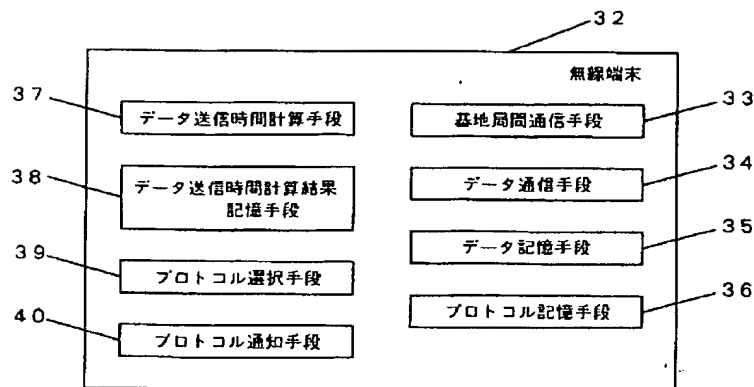 32
無線端末
37
データ送信時間計算手段
33
基地局間通信手段
38
データ送信時間計算結果
記憶手段
34
データ通信手段
39
プロトコル選択手段
35
データ記憶手段
40
プロトコル通知手段
36
プロトコル記憶手段